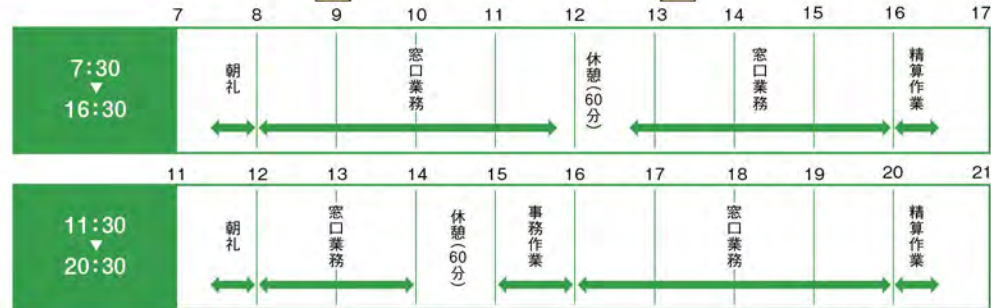 7 8 9 10 11 12 13 14 15 16 17
7:30
▼
16:30
朝礼
窓口業務
休憩(60分)
窓口業務
精算作業
11 12 13 14 15 16 17 18 19 20 21
11:30
▼
20:30
朝礼
窓口業務
休憩(60分)
事務作業
窓口業務
精算作業